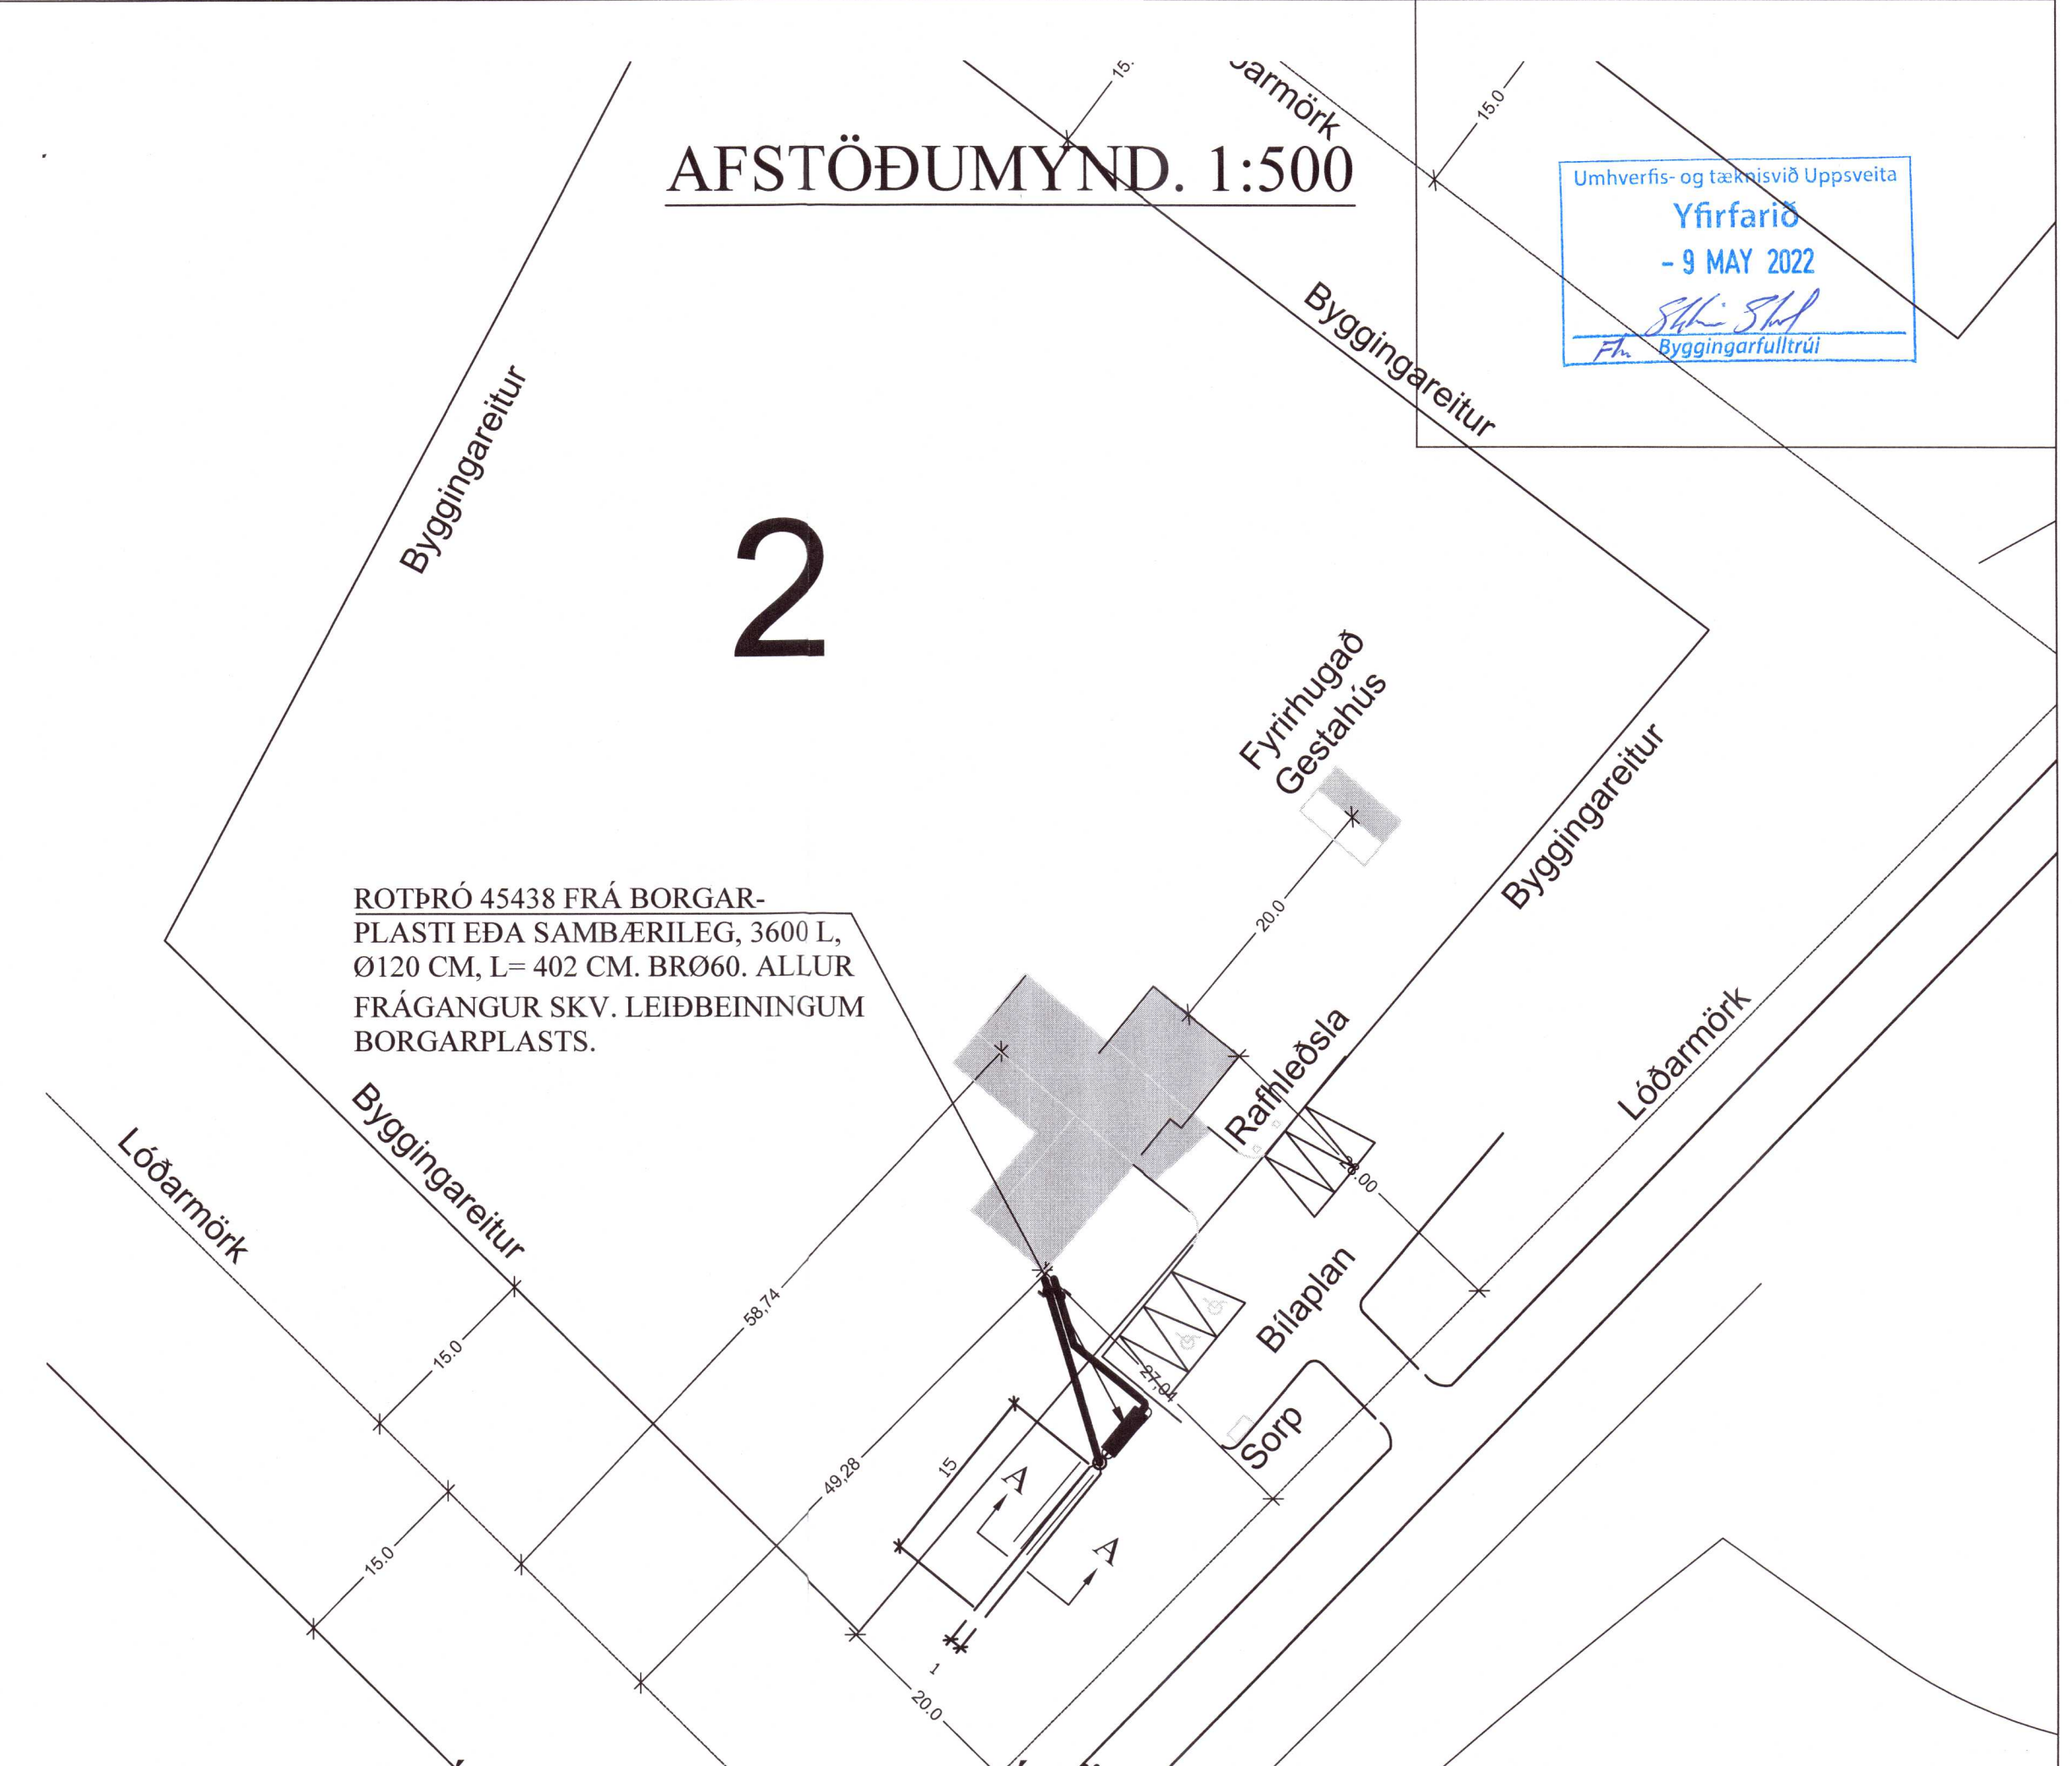 15.
15.0
AFSTÖÐUMYND. 1:500
Umhverfis- og tæknisvið Uppsveita
Yfirfarið
- 9 MAY 2022
Byggingarfulltrúi
Byggingareitur
Byggingareitur
2
Fyrirhugað
Gestahús
Byggingareitur
20.0
ROTÞRÓ 45438 FRÁ BORGAR-
PLASTI EÐA SAMBÆRILEG, 3600 L,
Ø120 CM, L= 402 CM. BRØ60. ALLUR
FRÁGANGUR SKV. LEIÐBEININGUM
BORGARPLASTS.
Rafhleðsla
Lóðarmörk
Byggingareitur
Lóðarmörk
58,74
15.0
Bílaplan
27,04
Sorp
49,28
15
A
A
15.0
1
20.0